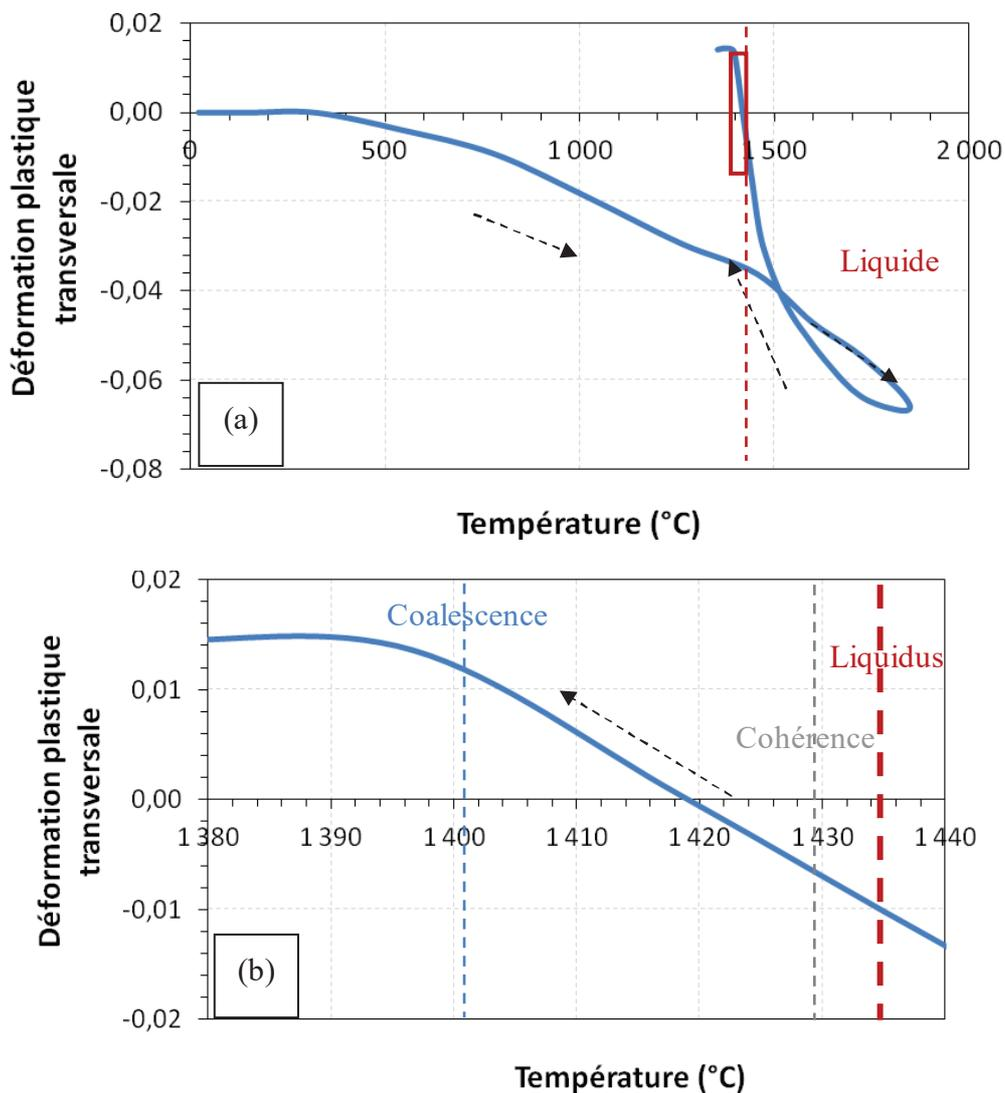 0,02
0,00
-0,02
-0,04
-0,06
-0,08
0
500
1 000
1 500
2 000
Déformation plastique
transversale
Liquide
(a)
Température (°C)
0,02
0,01
0,00
-0,01
-0,02
1 380
1 390
1 400
1 410
1 420
1 430
1 440
Déformation plastique
transversale
Coalescence
Liquidus
Cohérence
(b)
Température (°C)